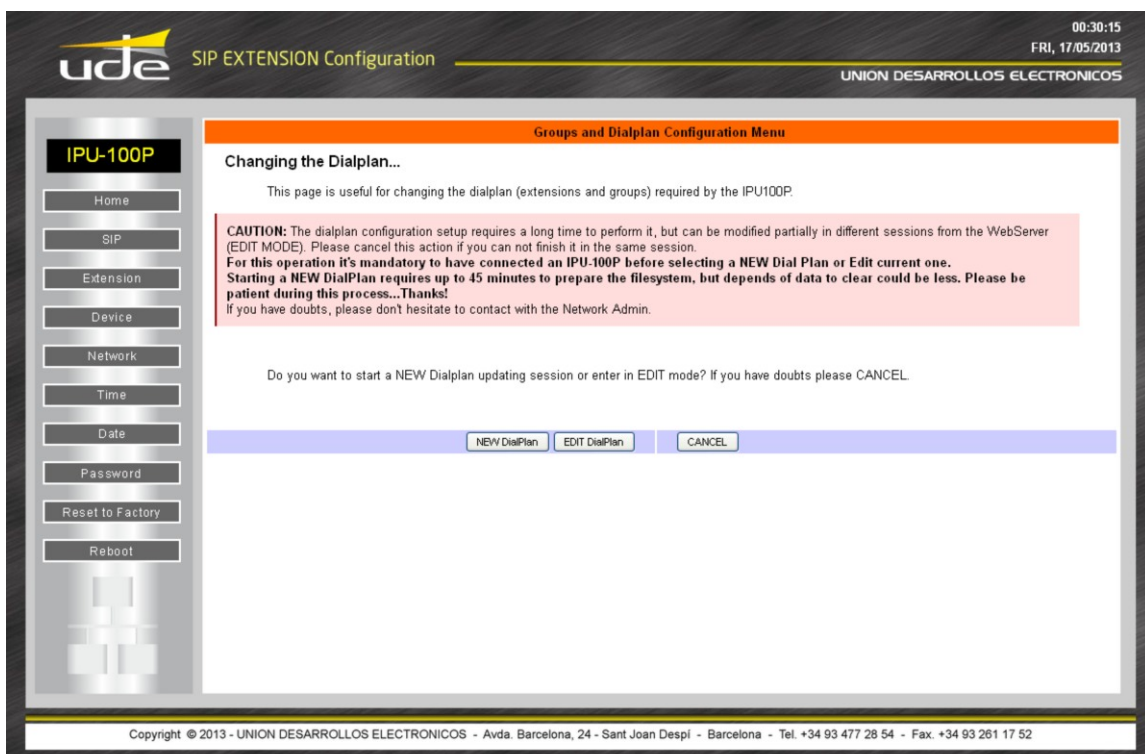 00:30:15
FRI, 17/05/2013
ude
SIP EXTENSION Configuration
UNION DESARROLLOS ELECTRONICOS
IPU-100P
Home
SIP
Extension
Device
Network
Time
Date
Password
Reset to Factory
Reboot
Groups and Dialplan Configuration Menu
Changing the Dialplan...
This page is useful for changing the dialplan (extensions and groups) required by the IPU100P.
CAUTION: The dialplan configuration setup requires a long time to perform it, but can be modified partially in different sessions from the WebServer
(EDIT MODE). Please cancel this action if you can not finish it in the same session.
For this operation it's mandatory to have connected an IPU-100P before selecting a NEW Dial Plan or Edit current one.
Starting a NEW DialPlan requires up to 45 minutes to prepare the filesystem, but depends of data to clear could be less. Please be
patient during this process...Thanks!
If you have doubts, please don't hesitate to contact with the Network Admin.
Do you want to start a NEW Dialplan updating session or enter in EDIT mode? If you have doubts please CANCEL.
NEW DialPlan EDIT DialPlan CANCEL
Copyright © 2013 - UNION DESARROLLOS ELECTRONICOS - Avda. Barcelona, 24 - Sant Joan Despí - Barcelona - Tel. +34 93 477 28 54 - Fax. +34 93 261 17 52